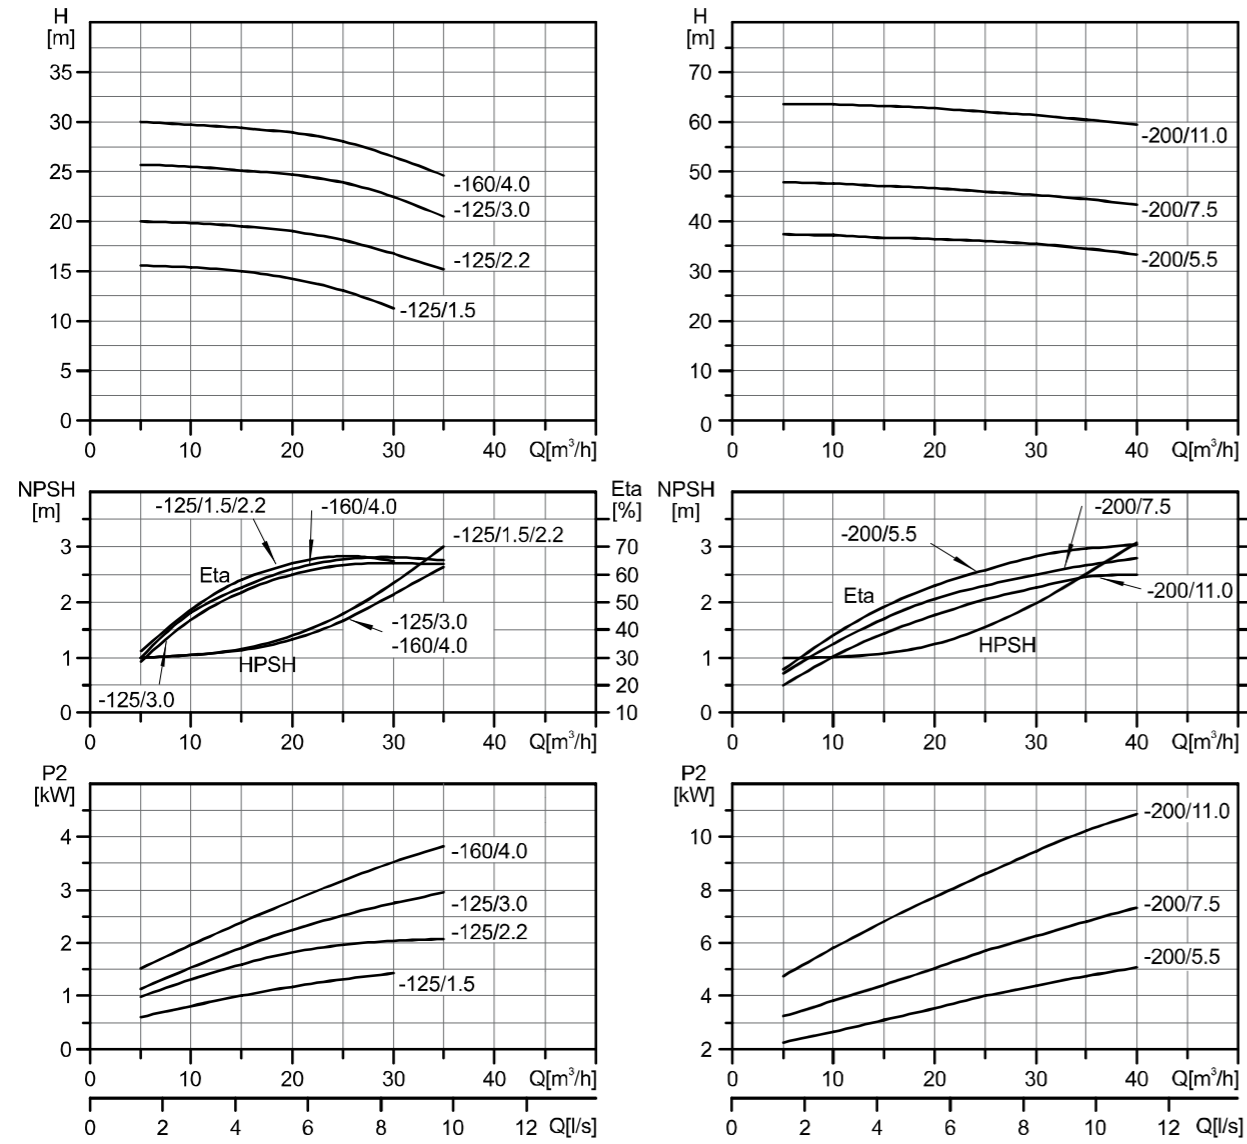 H
[m]
35
30
25
20
15
10
5
0
-160/4.0
-125/3.0
-125/2.2
-125/1.5
0 10 20 30 Q[m³/h]
H
[m]
70
60
50
40
30
20
10
0
-200/11.0
-200/7.5
-200/5.5
0 10 20 30 40 Q[m³/h]
NPSH
[m]
3
2
1
0
-125/1.5/2.2
-160/4.0
Eta
[%]
-125/1.5/2.2
70
60
50
40
30
20
10
Eta
-125/3.0
-160/4.0
HPSH
-125/3.0
0 10 20 30 40 Q[m³/h]
NPSH
[m]
3
2
1
0
-200/7.5
-200/5.5
Eta
-200/11.0
HPSH
0 10 20 30 40 Q[m³/h]
P2
[kW]
4
3
2
1
0
-160/4.0
-125/3.0
-125/2.2
-125/1.5
0 10 20 30 40 Q[m³/h]
0 2 4 6 8 10 12 Q[l/s]
P2
[kW]
10
8
6
4
2
-200/11.0
-200/7.5
-200/5.5
0 10 20 30 40 Q[m³/h]
0 2 4 6 8 10 12 Q[l/s]